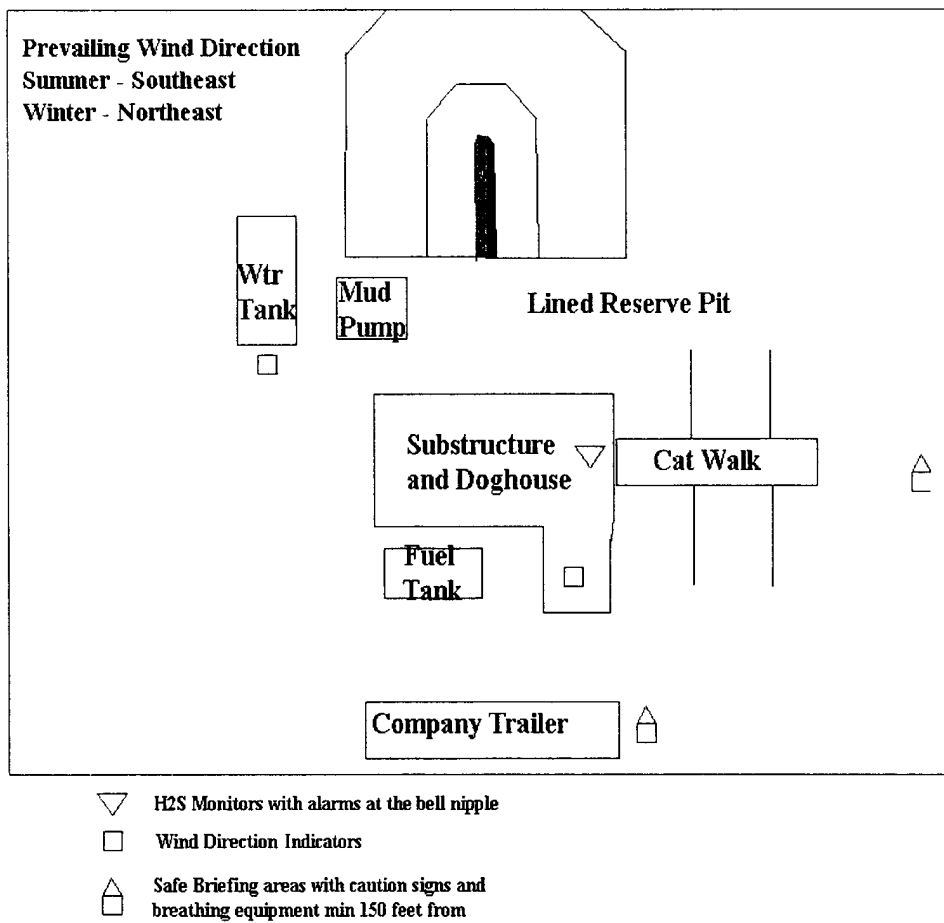 Prevailing Wind Direction
Summer - Southeast
Winter - Northeast
Wtr
Tank
Mud
Pump
Lined Reserve Pit
Substructure
and Doghouse
Cat Walk
Fuel
Tank
Company Trailer
H2S Monitors with alarms at the bell nipple
Wind Direction Indicators
Safe Briefing areas with caution signs and
breathing equipment min 150 feet from